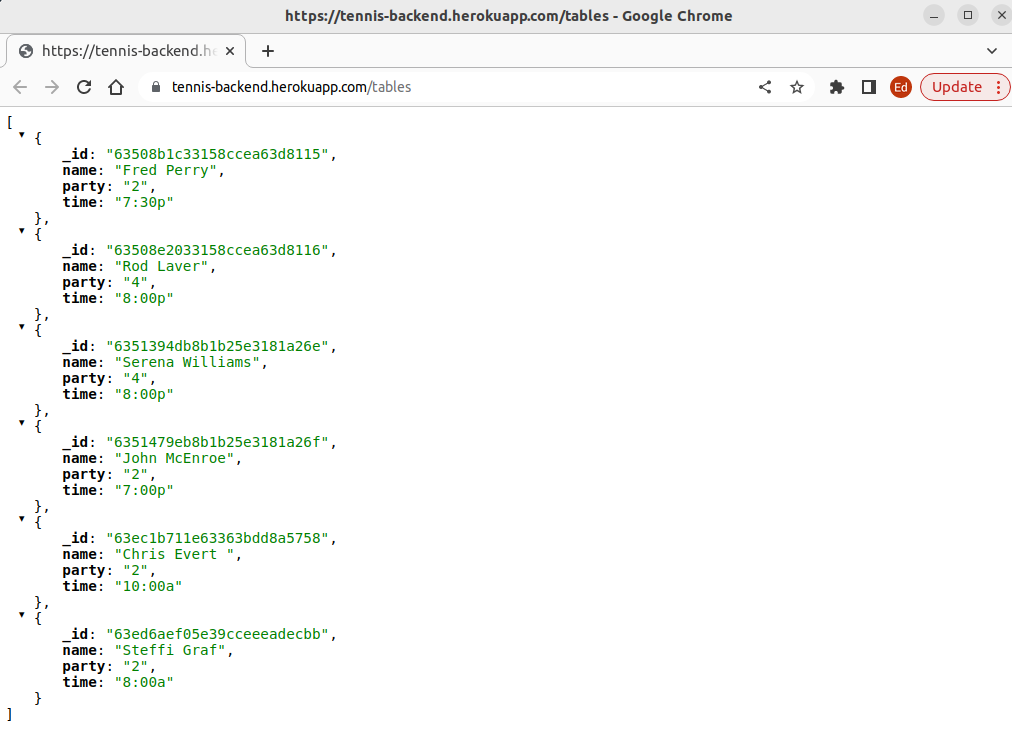 https://tennis-backend.herokuapp.com/tables - Google Chrome
https://tennis-backend.he
tennis-backend.herokuapp.com/tables
Ed
Update
[
{
_id: "63508b1c33158ccea63d8115",
name: "Fred Perry",
party: "2",
time: "7:30p"
},
{
_id: "63508e2033158ccea63d8116",
name: "Rod Laver",
party: "4",
time: "8:00p"
},
{
_id: "6351394db8b1b25e3181a26e",
name: "Serena Williams",
party: "4",
time: "8:00p"
},
{
_id: "6351479eb8b1b25e3181a26f",
name: "John McEnroe",
party: "2",
time: "7:00p"
},
{
_id: "63ec1b711e63363bdd8a5758",
name: "Chris Evert ",
party: "2",
time: "10:00a"
},
{
_id: "63ed6aef05e39cceeeadecbb",
name: "Steffi Graf",
party: "2",
time: "8:00a"
}
]